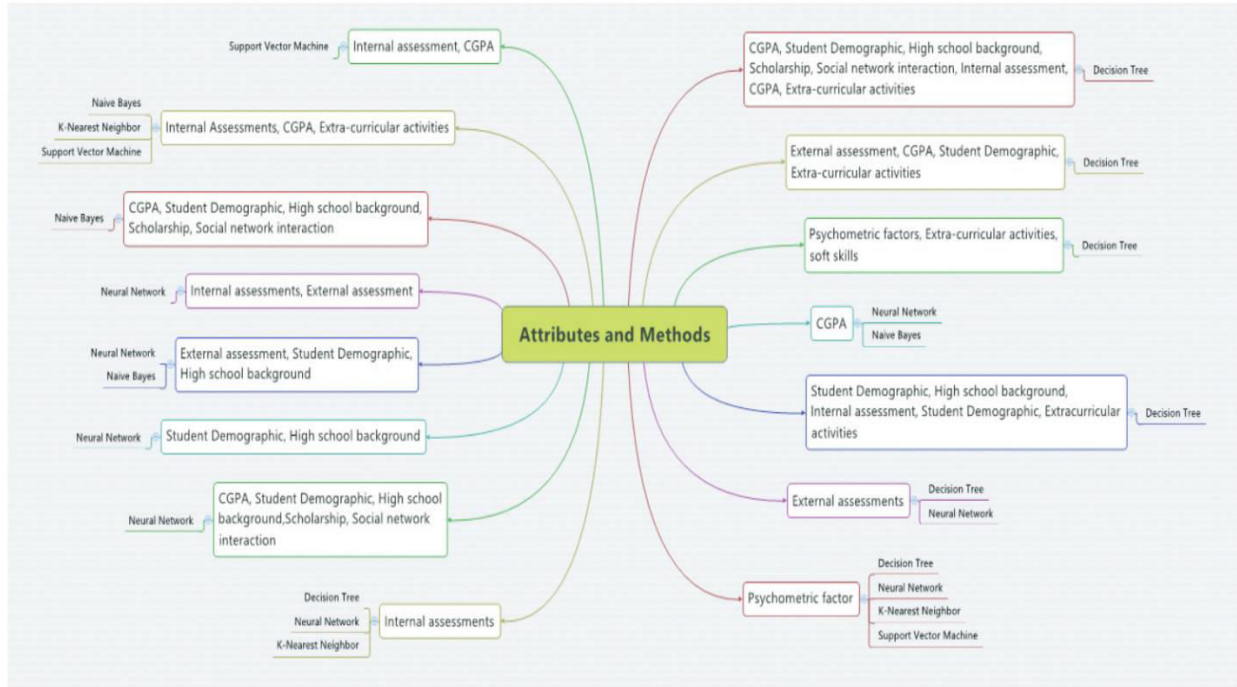 Support Vector Machine
Internal assessment, CGPA
Naive Bayes
K-Nearest Neighbor
Support Vector Machine
Internal Assessments, CGPA, Extra-curricular activities
Naive Bayes
CGPA, Student Demographic, High school background,
Scholarship, Social network interaction
Neural Network
Internal assessments, External assessment
Neural Network
Naive Bayes
External assessment, Student Demographic,
High school background
Neural Network
Student Demographic, High school background
Neural Network
CGPA, Student Demographic, High school
background,Scholarship, Social network
interaction
Decision Tree
Neural Network
K-Nearest Neighbor
Internal assessments
Attributes and Methods
CGPA, Student Demographic, High school background,
Scholarship, Social network interaction, Internal assessment,
CGPA, Extra-curricular activities
Decision Tree
External assessment, CGPA, Student Demographic,
Extra-curricular activities
Decision Tree
Psychometric factors, Extra-curricular activities,
soft skills
Decision Tree
CGPA
Neural Network
Naive Bayes
Student Demographic, High school background,
Internal assessment, Student Demographic, Extracurricular
activities
Decision Tree
External assessments
Decision Tree
Neural Network
Psychometric factor
Decision Tree
Neural Network
K-Nearest Neighbor
Support Vector Machine